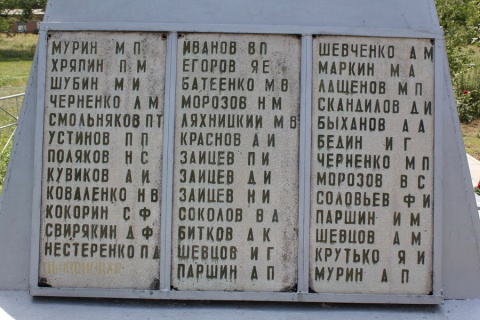 МУРИН М П
ХРЯПИН П М
ШУБИН М И
ЧЕРНЕНКО Л М
СМОЛЬНЯКОВ П Т
УСТИНОВ П П
ПОЛЯКОВ Н С
КУВИКОВ А И
КОВАЛЕНКО Н В
КОКОРИН С Ф
СВИРЯКИН Д Ф
НЕСТЕРЕНКО П Д
ИВАНОВ В П
ЕГОРОВ Я Е
БАТЕЕНКО М В
МОРОЗОВ Н М
ЛЯХНИЦКИЙ М В
КРАСНОВ А И
ЗАЙЦЕВ П И
ЗАЙЦЕВ Д И
ЗАЙЦЕВ Н И
СОКОЛОВ В А
БИТКОВ А К
ШЕВЦОВ И Г
ПАРШИН А П
ШЕВЧЕНКО А М
МАРКИН М А
ЛАЩЕНОВ М П
СКАНДИЛОВ Д И
БЫХАНОВ А А
БЕДИН И Г
ЧЕРНЕНКО М П
МОРОЗОВ В С
СОЛОВЬЕВ Ф И
ПАРШИН И М
ШЕВЦОВ А М
КРУТЬКО Я И
МУРИН А П